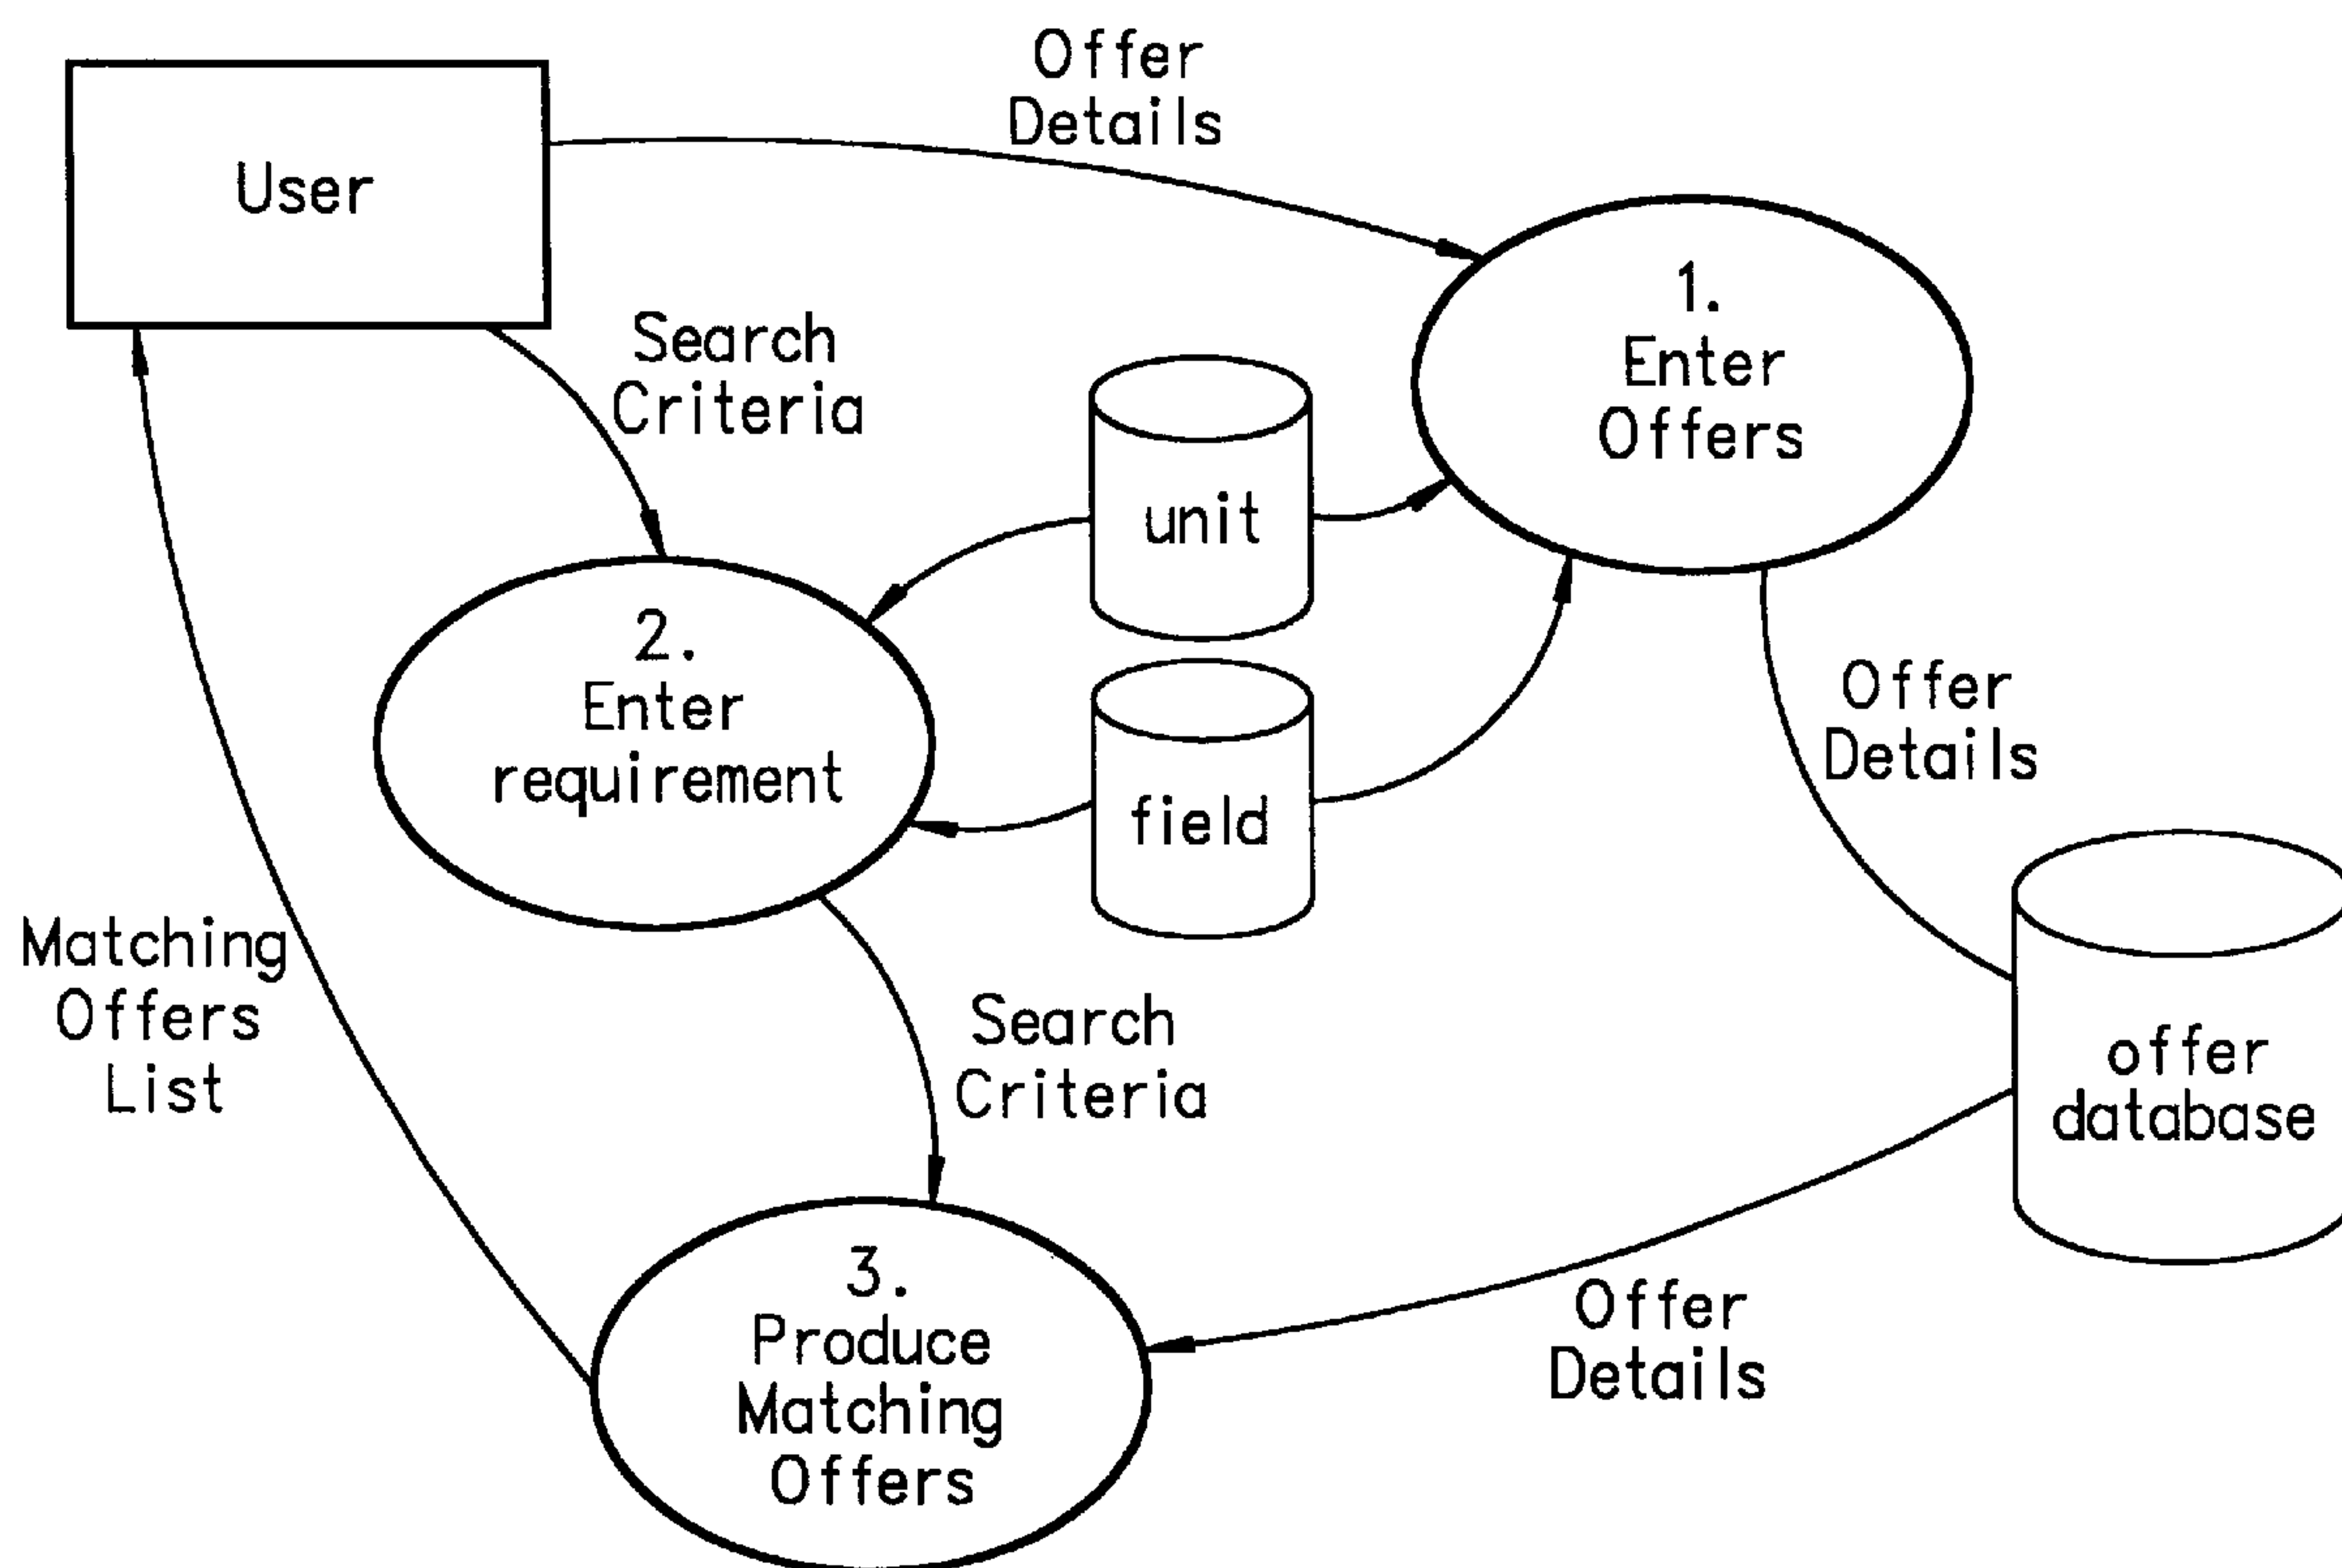 Offer
Details
User
1.
Enter
Offers
Search
Criteria
unit
2.
Enter
requirement
Offer
Details
field
Matching
Offers
List
Search
Criteria
offer
database
3.
Produce
Matching
Offers
Offer
Details